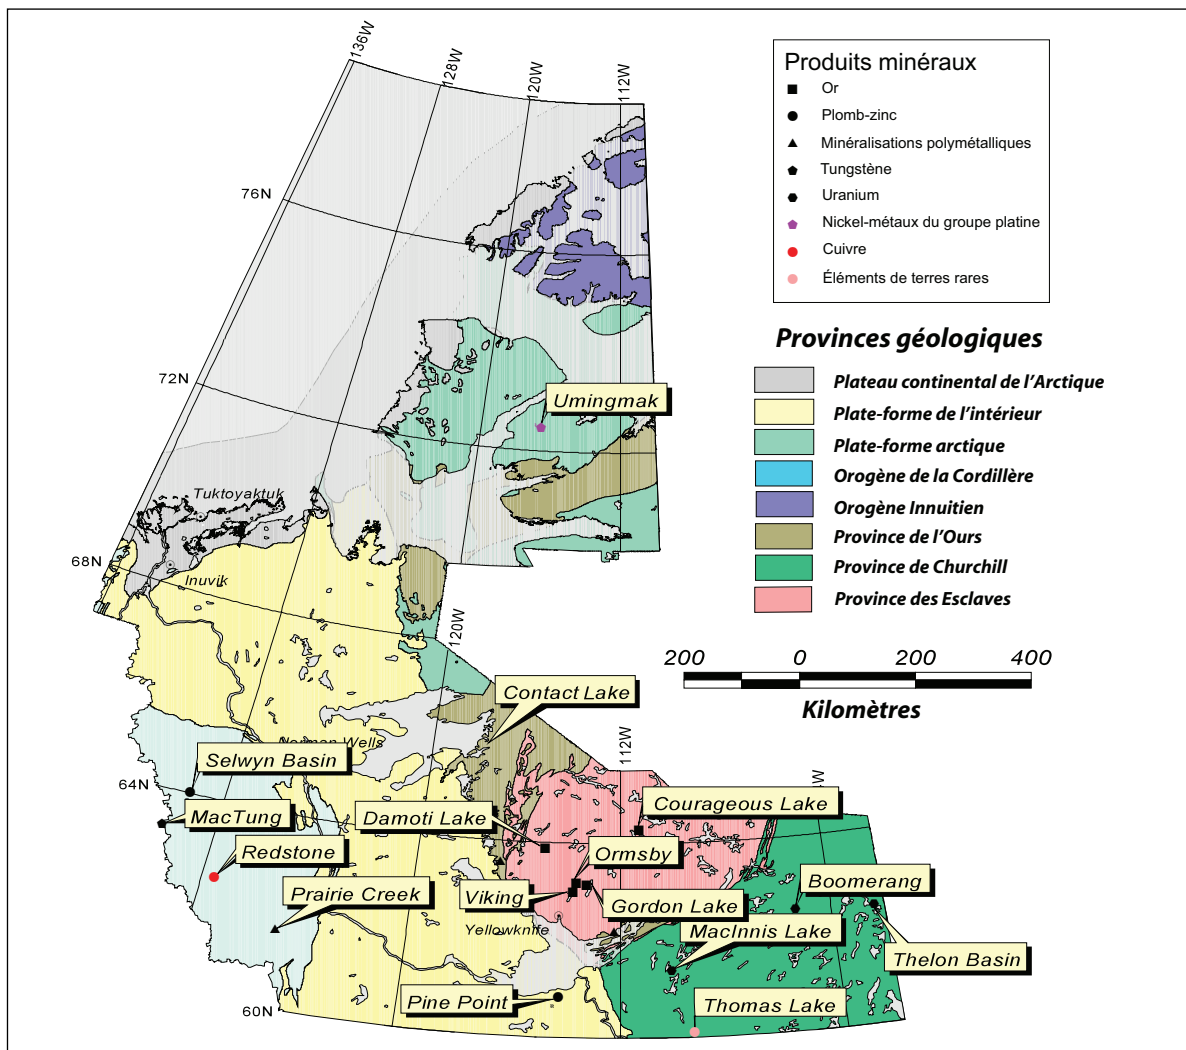 136W
128W
120W
112W
76N
72N
68N
64N
60N
120W
112W
W
Produits minéraux
Or
Plomb-zinc
Minéralisations polymétalliques
Tungstène
Uranium
Nickel-métaux du groupe platine
Cuivre
Éléments de terres rares
Provinces géologiques
Plateau continental de l'Arctique
Plate-forme de l'intérieur
Plate-forme arctique
Orogène de la Cordillère
Orogène Innuitien
Province de l'Ours
Province de Churchill
Province des Esclaves
200 0 200 400
Kilomètres
Umingmak
Tuktoyaktuk
Inuvik
Contact Lake
Norman Wells
Selwyn Basin
MacTung
Damoti Lake
Courageous Lake
Redstone
Ormsby
Prairie Creek
Viking
Gordon Lake
Boomerang
Yellowknife
MacInnis Lake
Thelon Basin
Pine Point
Thomas Lake